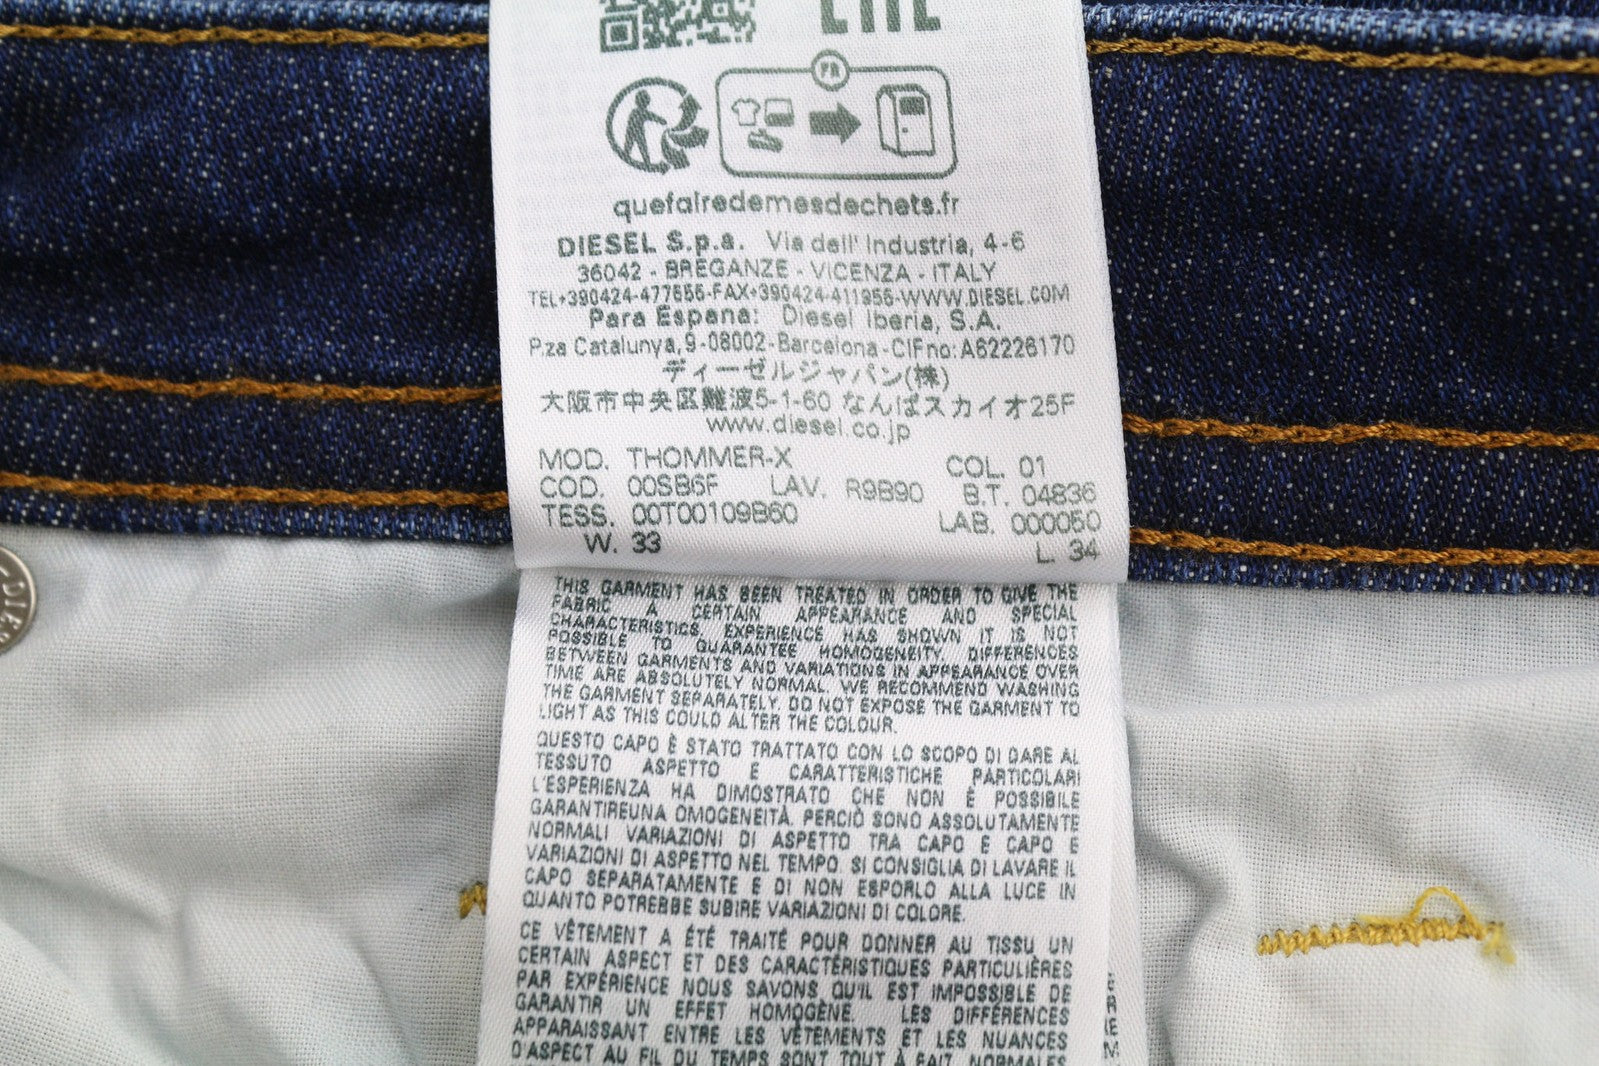 FR
quefairedemesdechets.fr
DIESEL S.p.a. Via dell' Industria, 4-6
36042 - BREGANZE - VICENZA - ITALY
TEL+390424-477555-FAX+390424-411955-WWW.DIESEL.COM
Para Espana: Diesel Iberia, S.A.
P.za Catalunya, 9-08002-Barcelona-CIFno:A62226170
ディーゼルジャパン(株)
大阪市中央区難波5-1-60 なんばスカイオ25F
www.diesel.co.jp
MOD. THOMMER-X COL. 01
COD. 00SB6F LAV. R9B90 B.T. 04836
TESS. 00T00109B60 LAB. 000050
W. 33 L. 34
THIS GARMENT HAS BEEN TREATED IN ORDER TO GIVE THE
FABRIC A CERTAIN APPEARANCE AND SPECIAL
CHARACTERISTICS. EXPERIENCE HAS SHOWN IT IS NOT
POSSIBLE TO GUARANTEE HOMOGENEITY. DIFFERENCES
BETWEEN GARMENTS AND VARIATIONS IN APPEARANCE OVER
TIME ARE ABSOLUTELY NORMAL. WE RECOMMEND WASHING
THE GARMENT SEPARATELY. DO NOT EXPOSE THE GARMENT TO
LIGHT AS THIS COULD ALTER THE COLOUR.
QUESTO CAPO È STATO TRATTATO CON LO SCOPO DI DARE AL
TESSUTO ASPETTO E CARATTERISTICHE PARTICOLARI
L'ESPERIENZA HA DIMOSTRATO CHE NON È POSSIBILE
GARANTIREUNA OMOGENEITÀ. PERCIÒ SONO ASSOLUTAMENTE
NORMALI VARIAZIONI DI ASPETTO TRA CAPO E CAPO E
VARIAZIONI DI ASPETTO NEL TEMPO. SI CONSIGLIA DI LAVARE IL
CAPO SEPARATAMENTE E DI NON ESPORLO ALLA LUCE IN
QUANTO POTREBBE SUBIRE VARIAZIONI DI COLORE.
CE VÊTEMENT A ÉTÉ TRAITÉ POUR DONNER AU TISSU UN
CERTAIN ASPECT ET DES CARACTÉRISTIQUES PARTICULIÈRES
PAR EXPÉRIENCE NOUS SAVONS QU'IL EST IMPOSSIBLE DE
GARANTIR UN EFFET HOMOGÈNE. LES DIFFÉRENCES
APPARAISSANT ENTRE LES VÊTEMENTS ET LES NUANCES
D'ASPECT AU FIL DU TEMPS SONT TOUT À FAIT NORMALES